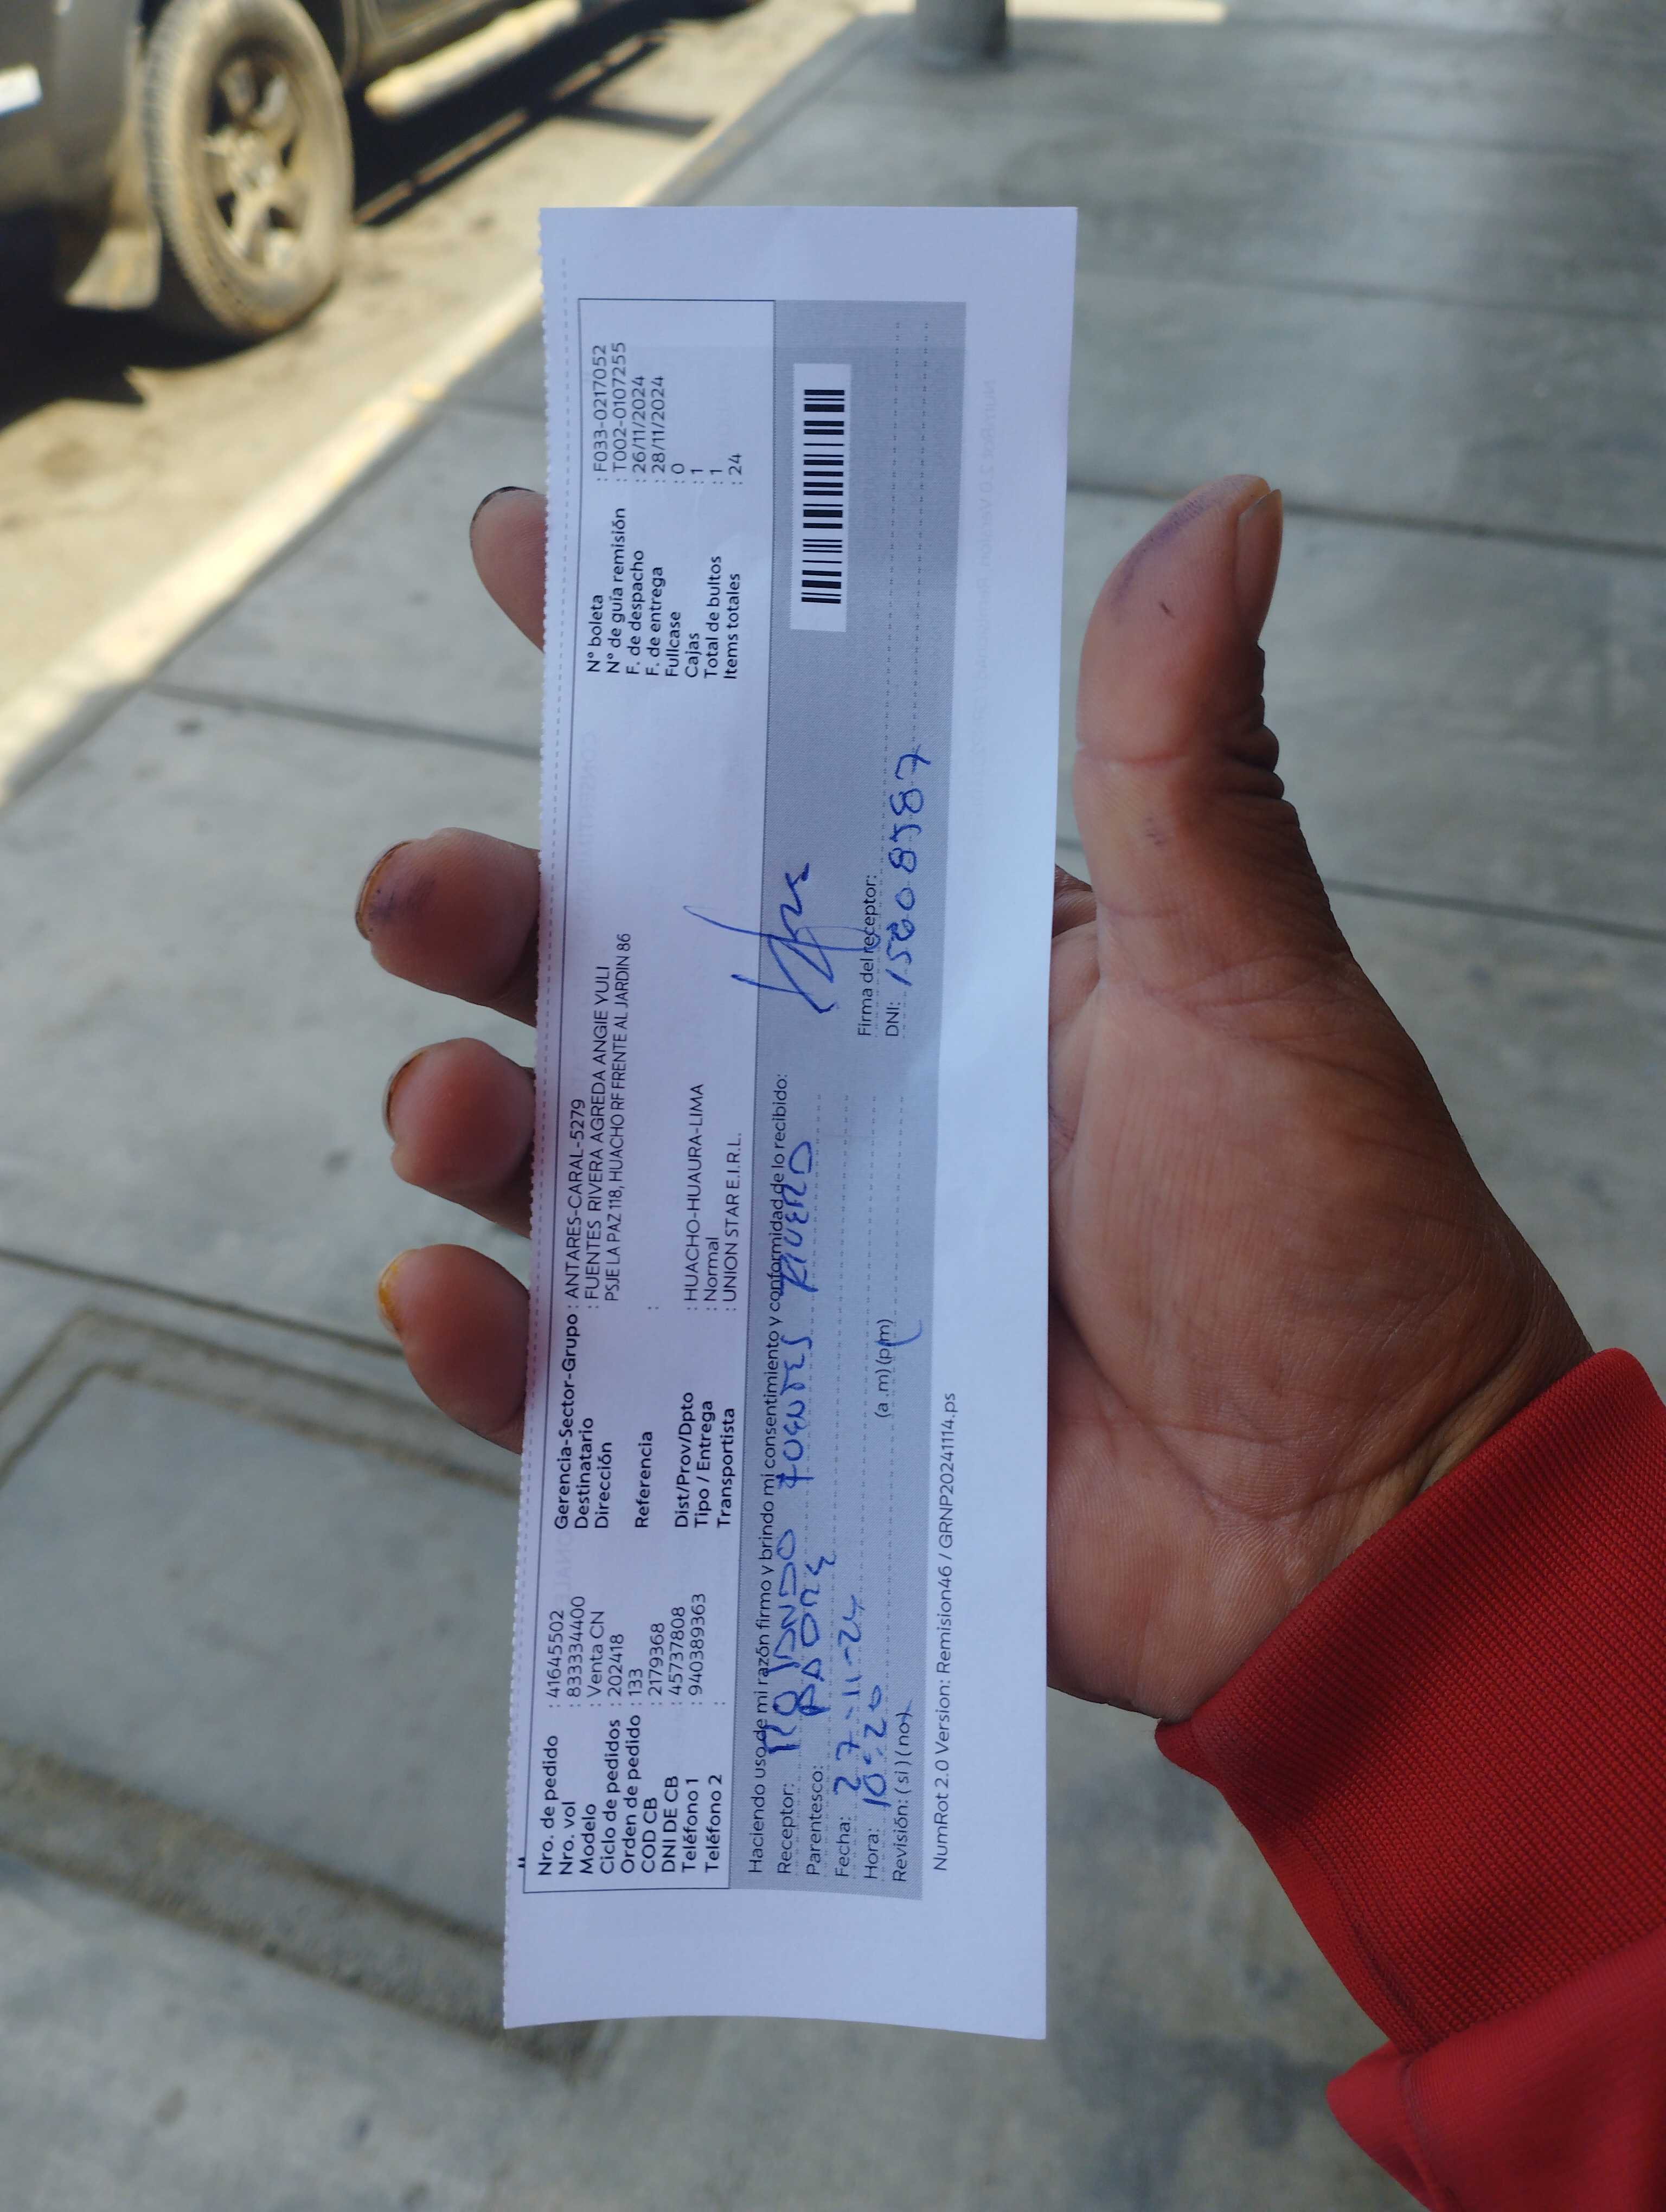 Nro. de pedido : 41645502
Nro. vol : 833334400
Modelo : Venta CN
Ciclo de pedidos : 202418
Orden de pedido : 133
COD CB : 2179368
DNI DE CB : 45737808
Teléfono 1 : 940389363
Teléfono 2 :
Gerencia-Sector-Grupo : ANTARES-CARAL-5279
Destinatario : FUENTES RIVERA AGREDA ANGIE YULI
Dirección PSJE LA PAZ 118, HUACHO RF FRENTE AL JARDIN 86
Referencia :
Dist/Prov/Dpto : HUACHO-HUAURA-LIMA
Tipo / Entrega : Normal
Transportista : UNION STAR E.I.R.L.
N° boleta : F033-0217052
N° de guía remisión : T002-0107255
F. de despacho : 26/11/2024
F. de entrega : 28/11/2024
Fullcase : 0
Cajas : 1
Total de bultos : 1
Items totales : 24
Haciendo uso de mi razón firmo y brindo mi consentimiento y conformidad de lo recibido:
Receptor: FUENTES RIVERA
Parentesco: PADRE
Fecha: 27-11-24
Hora: 10:20 (a .m) (p.m)
Revisión: (si ) (no)
Firma del receptor:
DNI:
NumRot 2.0 Version: Remision46 / GRNP20241114.ps